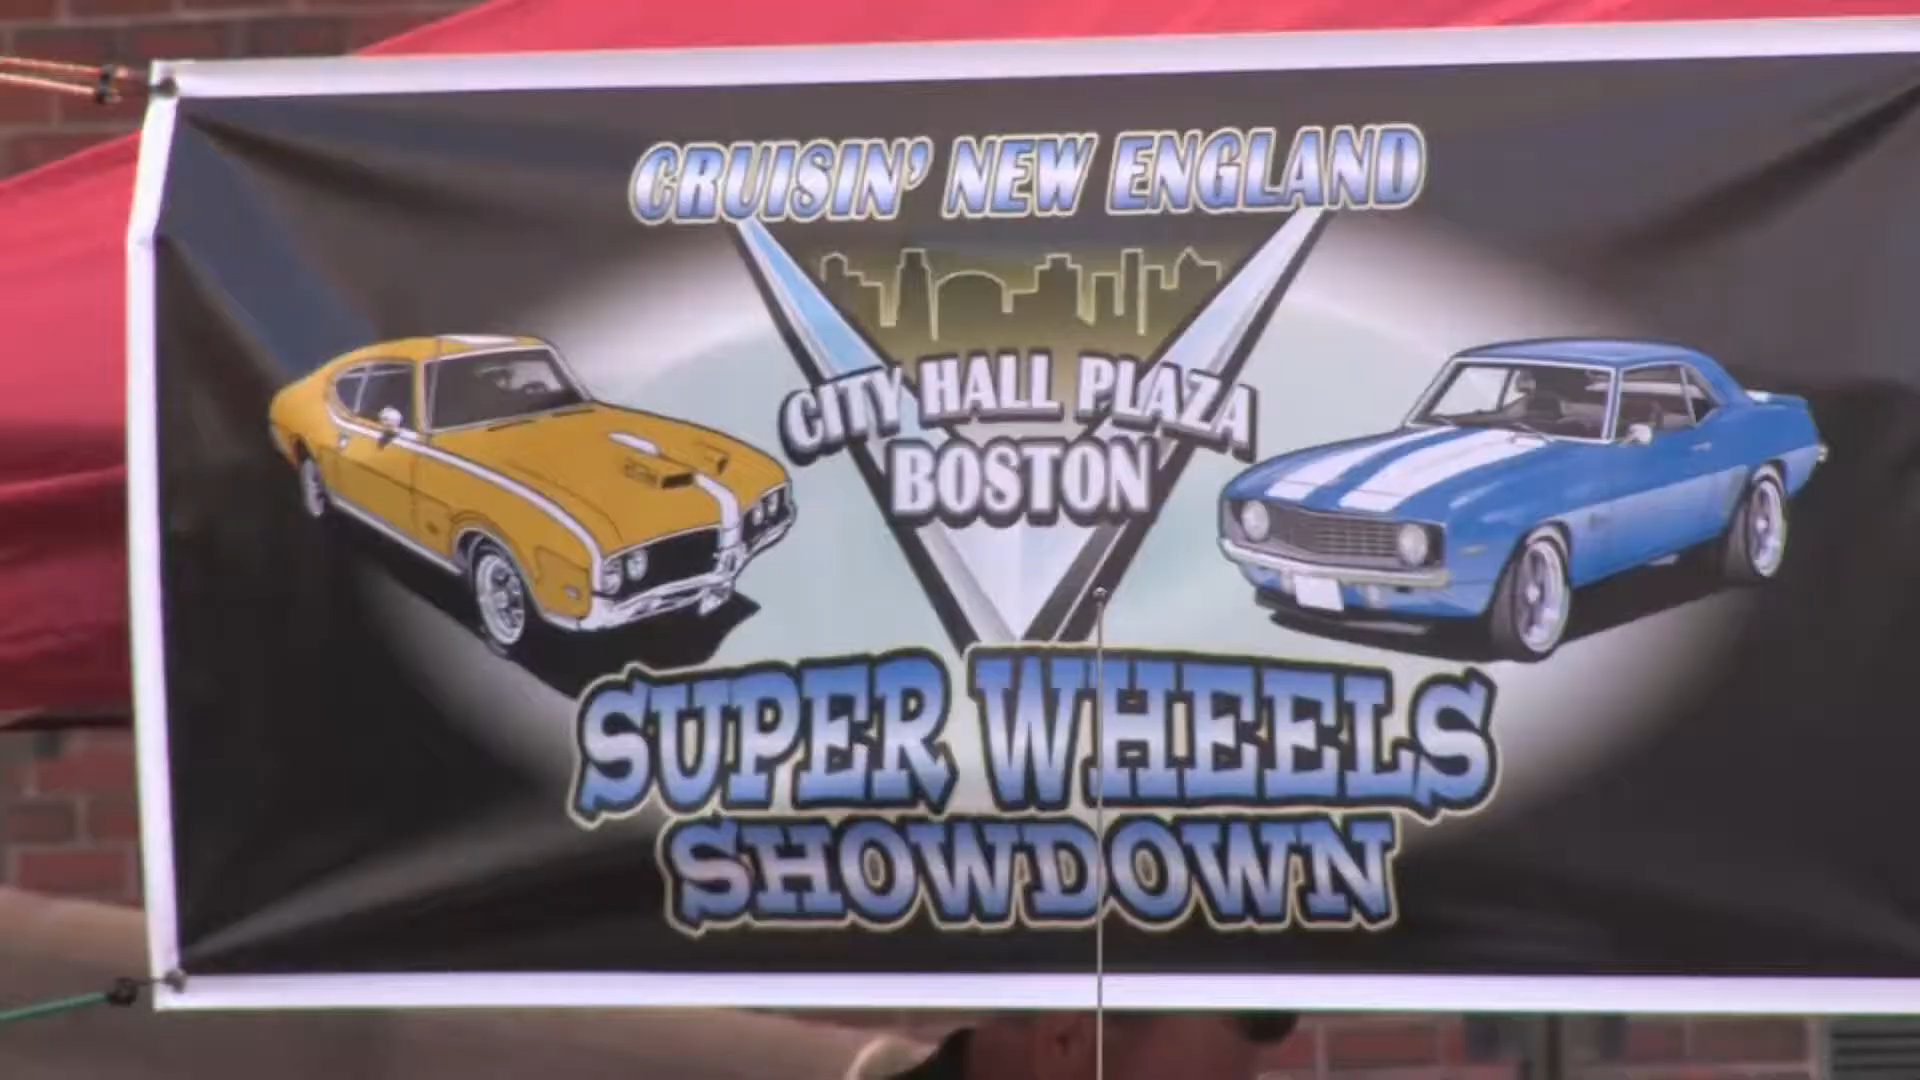 CRUISIN' NEW ENGLAND
CITY HALL PLAZA
BOSTON
SUPER WHEELS
SHOWDOWN